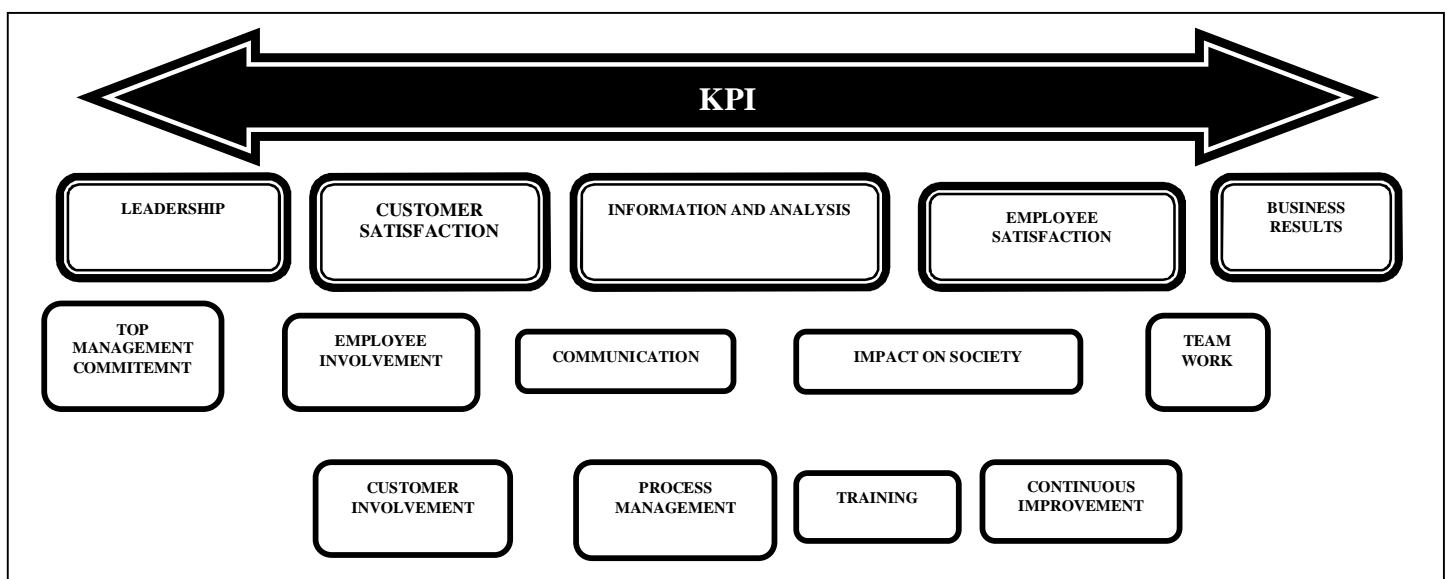 KPI
LEADERSHIP
CUSTOMER
SATISFACTION
INFORMATION AND ANALYSIS
EMPLOYEE
SATISFACTION
BUSINESS
RESULTS
TOP
MANAGEMENT
COMMITEMNT
EMPLOYEE
INVOLVEMENT
COMMUNICATION
IMPACT ON SOCIETY
TEAM
WORK
CUSTOMER
INVOLVEMENT
PROCESS
MANAGEMENT
TRAINING
CONTINUOUS
IMPROVEMENT